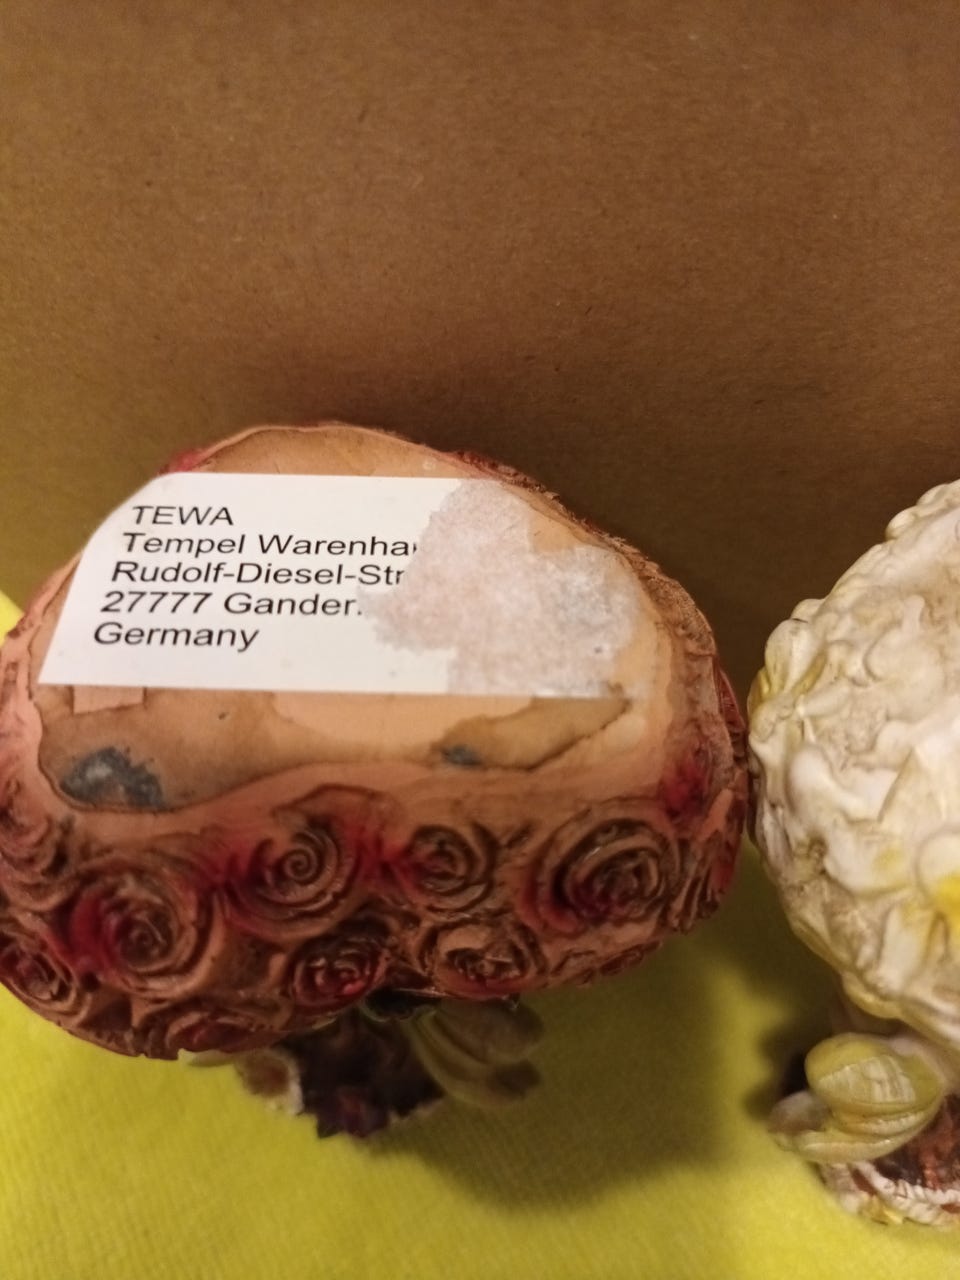 TEWA
Tempel Warenha
Rudolf-Diesel-Str
27777 Gander
Germany